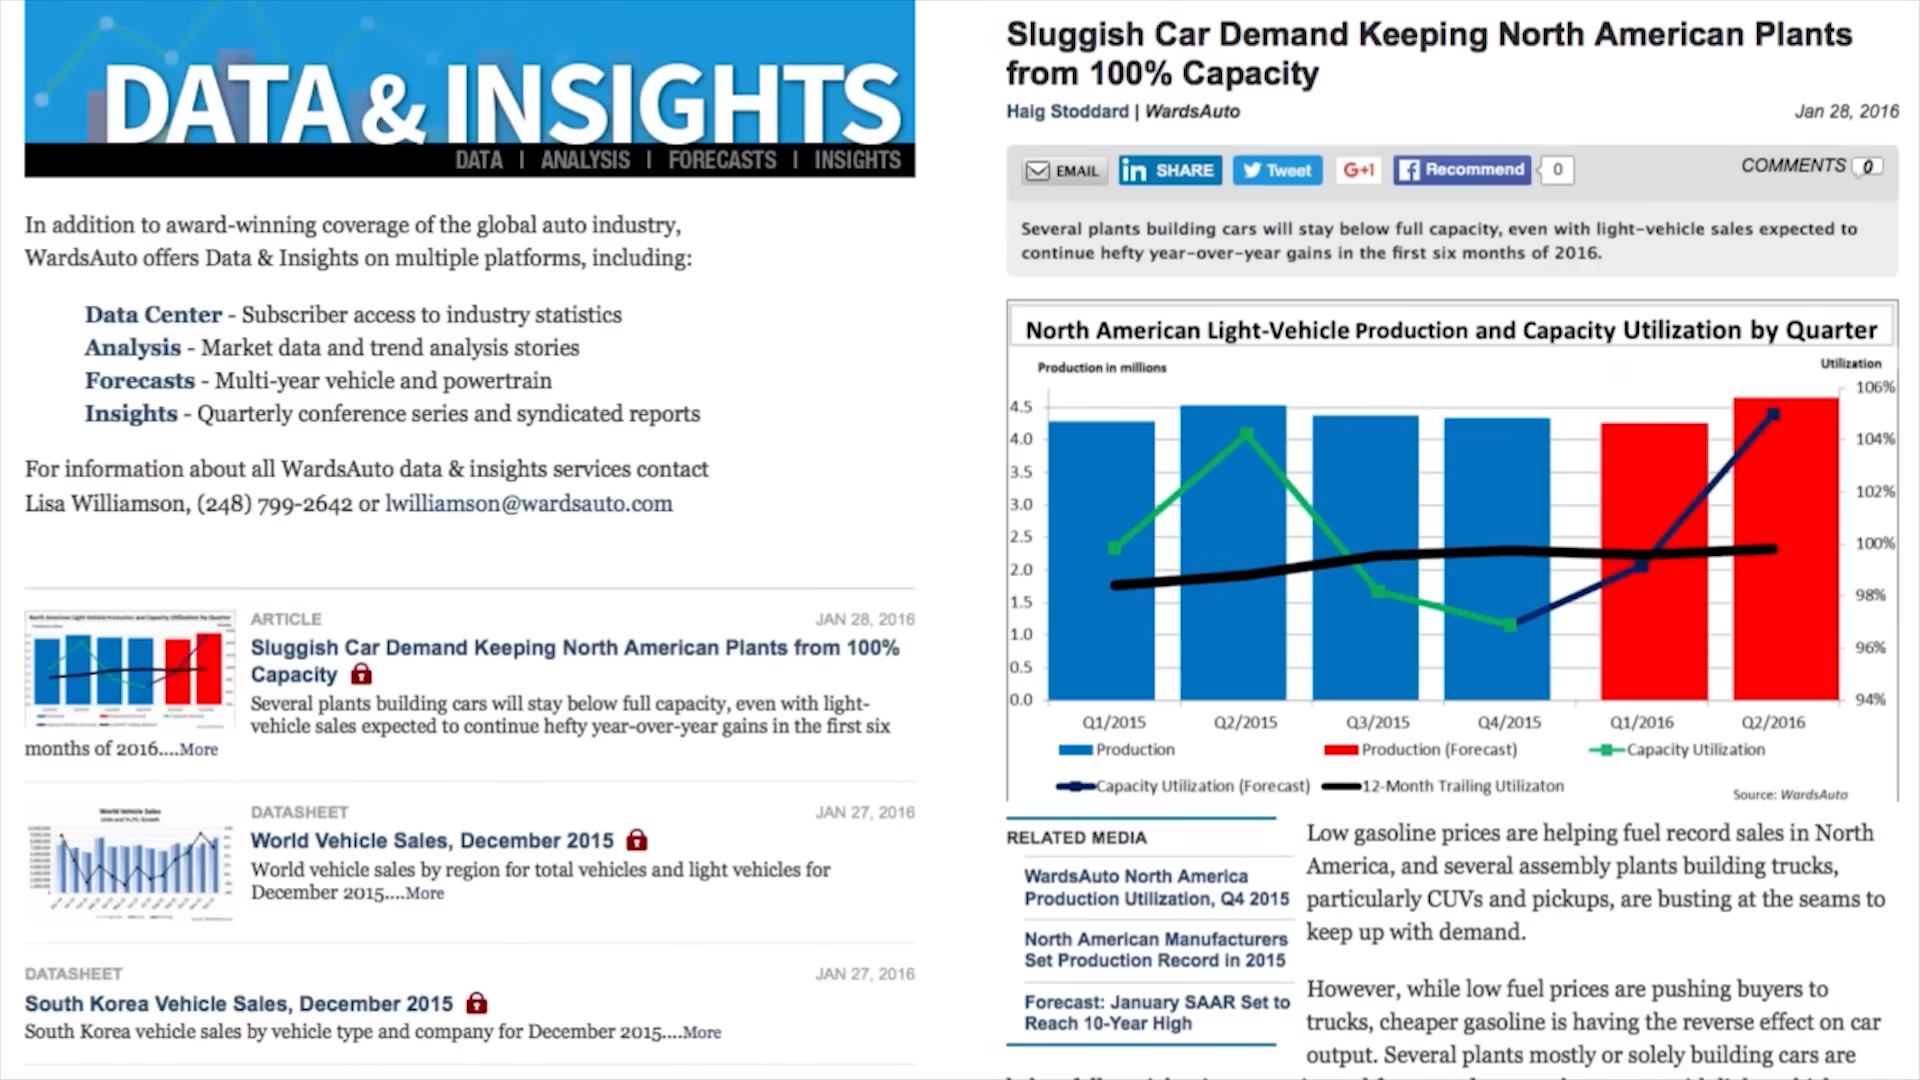 DATA & INSIGHTS
DATA | ANALYSIS | FORECASTS | INSIGHTS
In addition to award-winning coverage of the global auto industry,
WardsAuto offers Data & Insights on multiple platforms, including:
Data Center - Subscriber access to industry statistics
Analysis - Market data and trend analysis stories
Forecasts - Multi-year vehicle and powertrain
Insights - Quarterly conference series and syndicated reports
For information about all WardsAuto data & insights services contact
Lisa Williamson, (248) 799-2642 or lwilliamson@wardsauto.com
North American Light-Vehicle Production and Capacity Utilization by Quarter
ARTICLE JAN 28, 2016
Sluggish Car Demand Keeping North American Plants from 100%
Capacity
Several plants building cars will stay below full capacity, even with light-
vehicle sales expected to continue hefty year-over-year gains in the first six
months of 2016....More
World Vehicle Sales
DATASHEET JAN 27, 2016
World Vehicle Sales, December 2015
World vehicle sales by region for total vehicles and light vehicles for
December 2015....More
DATASHEET JAN 27, 2016
South Korea Vehicle Sales, December 2015
South Korea vehicle sales by vehicle type and company for December 2015....More
Sluggish Car Demand Keeping North American Plants
from 100% Capacity
Haig Stoddard | WardsAuto Jan 28, 2016
EMAIL in SHARE Tweet G+1 f Recommend 0 COMMENTS 0
Several plants building cars will stay below full capacity, even with light-vehicle sales expected to
continue hefty year-over-year gains in the first six months of 2016.
North American Light-Vehicle Production and Capacity Utilization by Quarter
Production in millions Utilization
106%
4.5
4.0 104%
3.5
3.0 102%
2.5
2.0 100%
1.5 98%
1.0
0.5 96%
0.0 94%
Q1/2015 Q2/2015 Q3/2015 Q4/2015 Q1/2016 Q2/2016
Production Production (Forecast) Capacity Utilization
Capacity Utilization (Forecast) 12-Month Trailing Utilizaton
Source: WardsAuto
RELATED MEDIA
WardsAuto North America
Production Utilization, Q4 2015
North American Manufacturers
Set Production Record in 2015
Forecast: January SAAR Set to
Reach 10-Year High
Low gasoline prices are helping fuel record sales in North
America, and several assembly plants building trucks,
particularly CUVs and pickups, are busting at the seams to
keep up with demand.
However, while low fuel prices are pushing buyers to
trucks, cheaper gasoline is having the reverse effect on car
output. Several plants mostly or solely building cars are